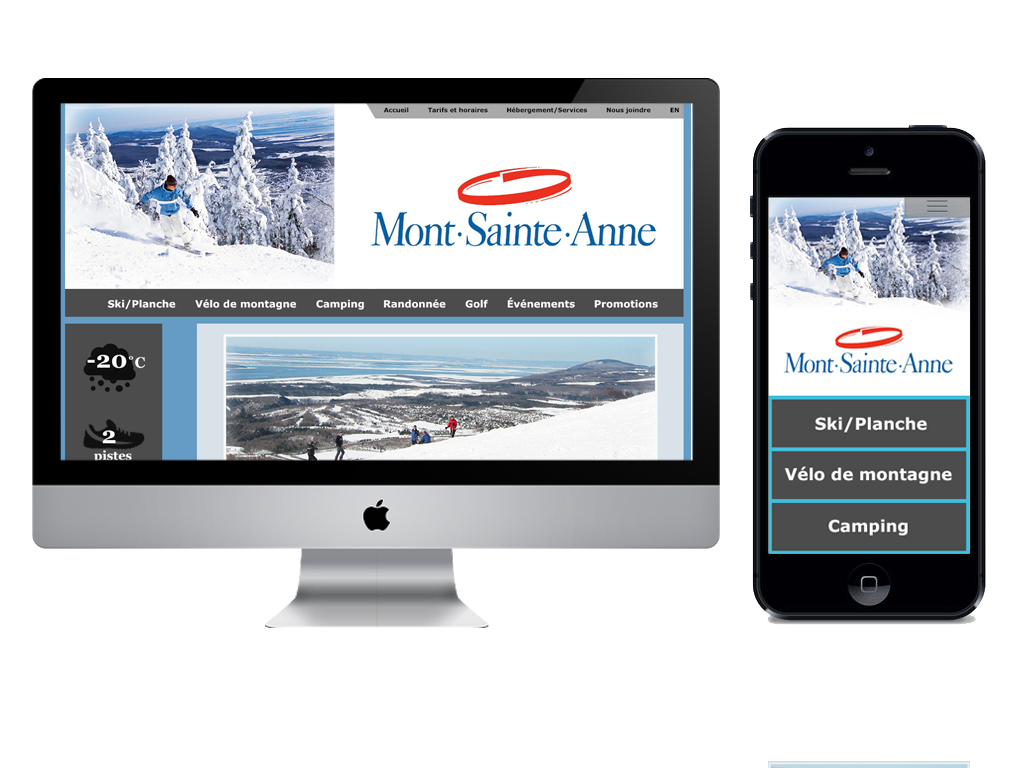 Accueil Tarifs et horaires Hébergement/Services Nous joindre EN
Mont·Sainte·Anne
Ski/Planche Vélo de montagne Camping Randonnée Golf Événements Promotions
-20°C
2
pistes
Mont·Sainte·Anne
Ski/Planche
Vélo de montagne
Camping